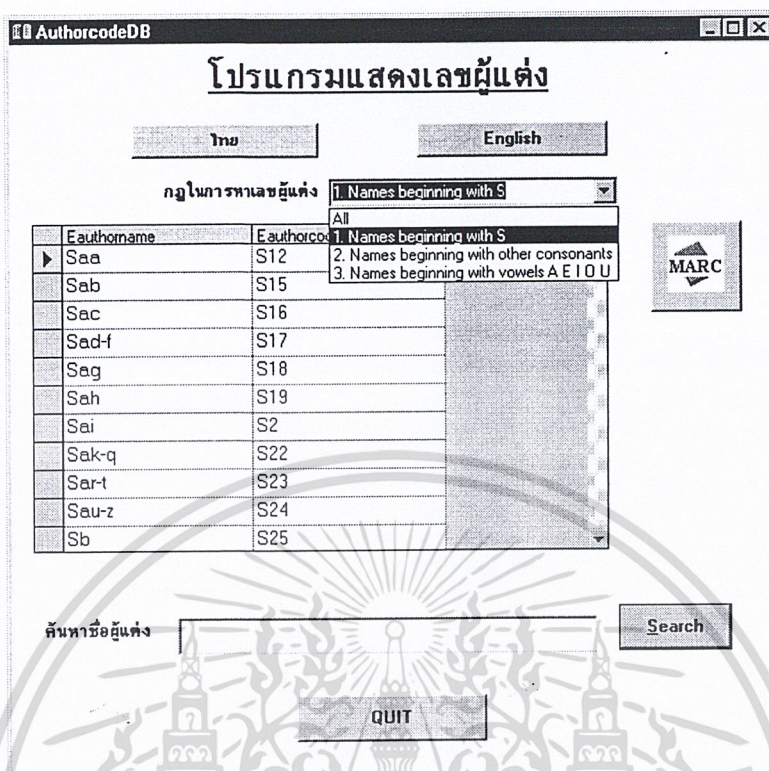 AuthorcodeDB
โปรแกรมแสดงเลขผู้แต่ง
ไทย English
กฎในการหาเลขผู้แต่ง 1. Names beginning with S
All
1. Names beginning with S
2. Names beginning with other consonants
3. Names beginning with vowels A E I O U
MARC
Eauthorname Eauthorco
Saa S12
Sab S15
Sac S16
Sad-f S17
Sag S18
Sah S19
Sai S2
Sak-q S22
Sar-t S23
Sau-z S24
Sb S25
ค้นหาชื่อผู้แต่ง Search
QUIT